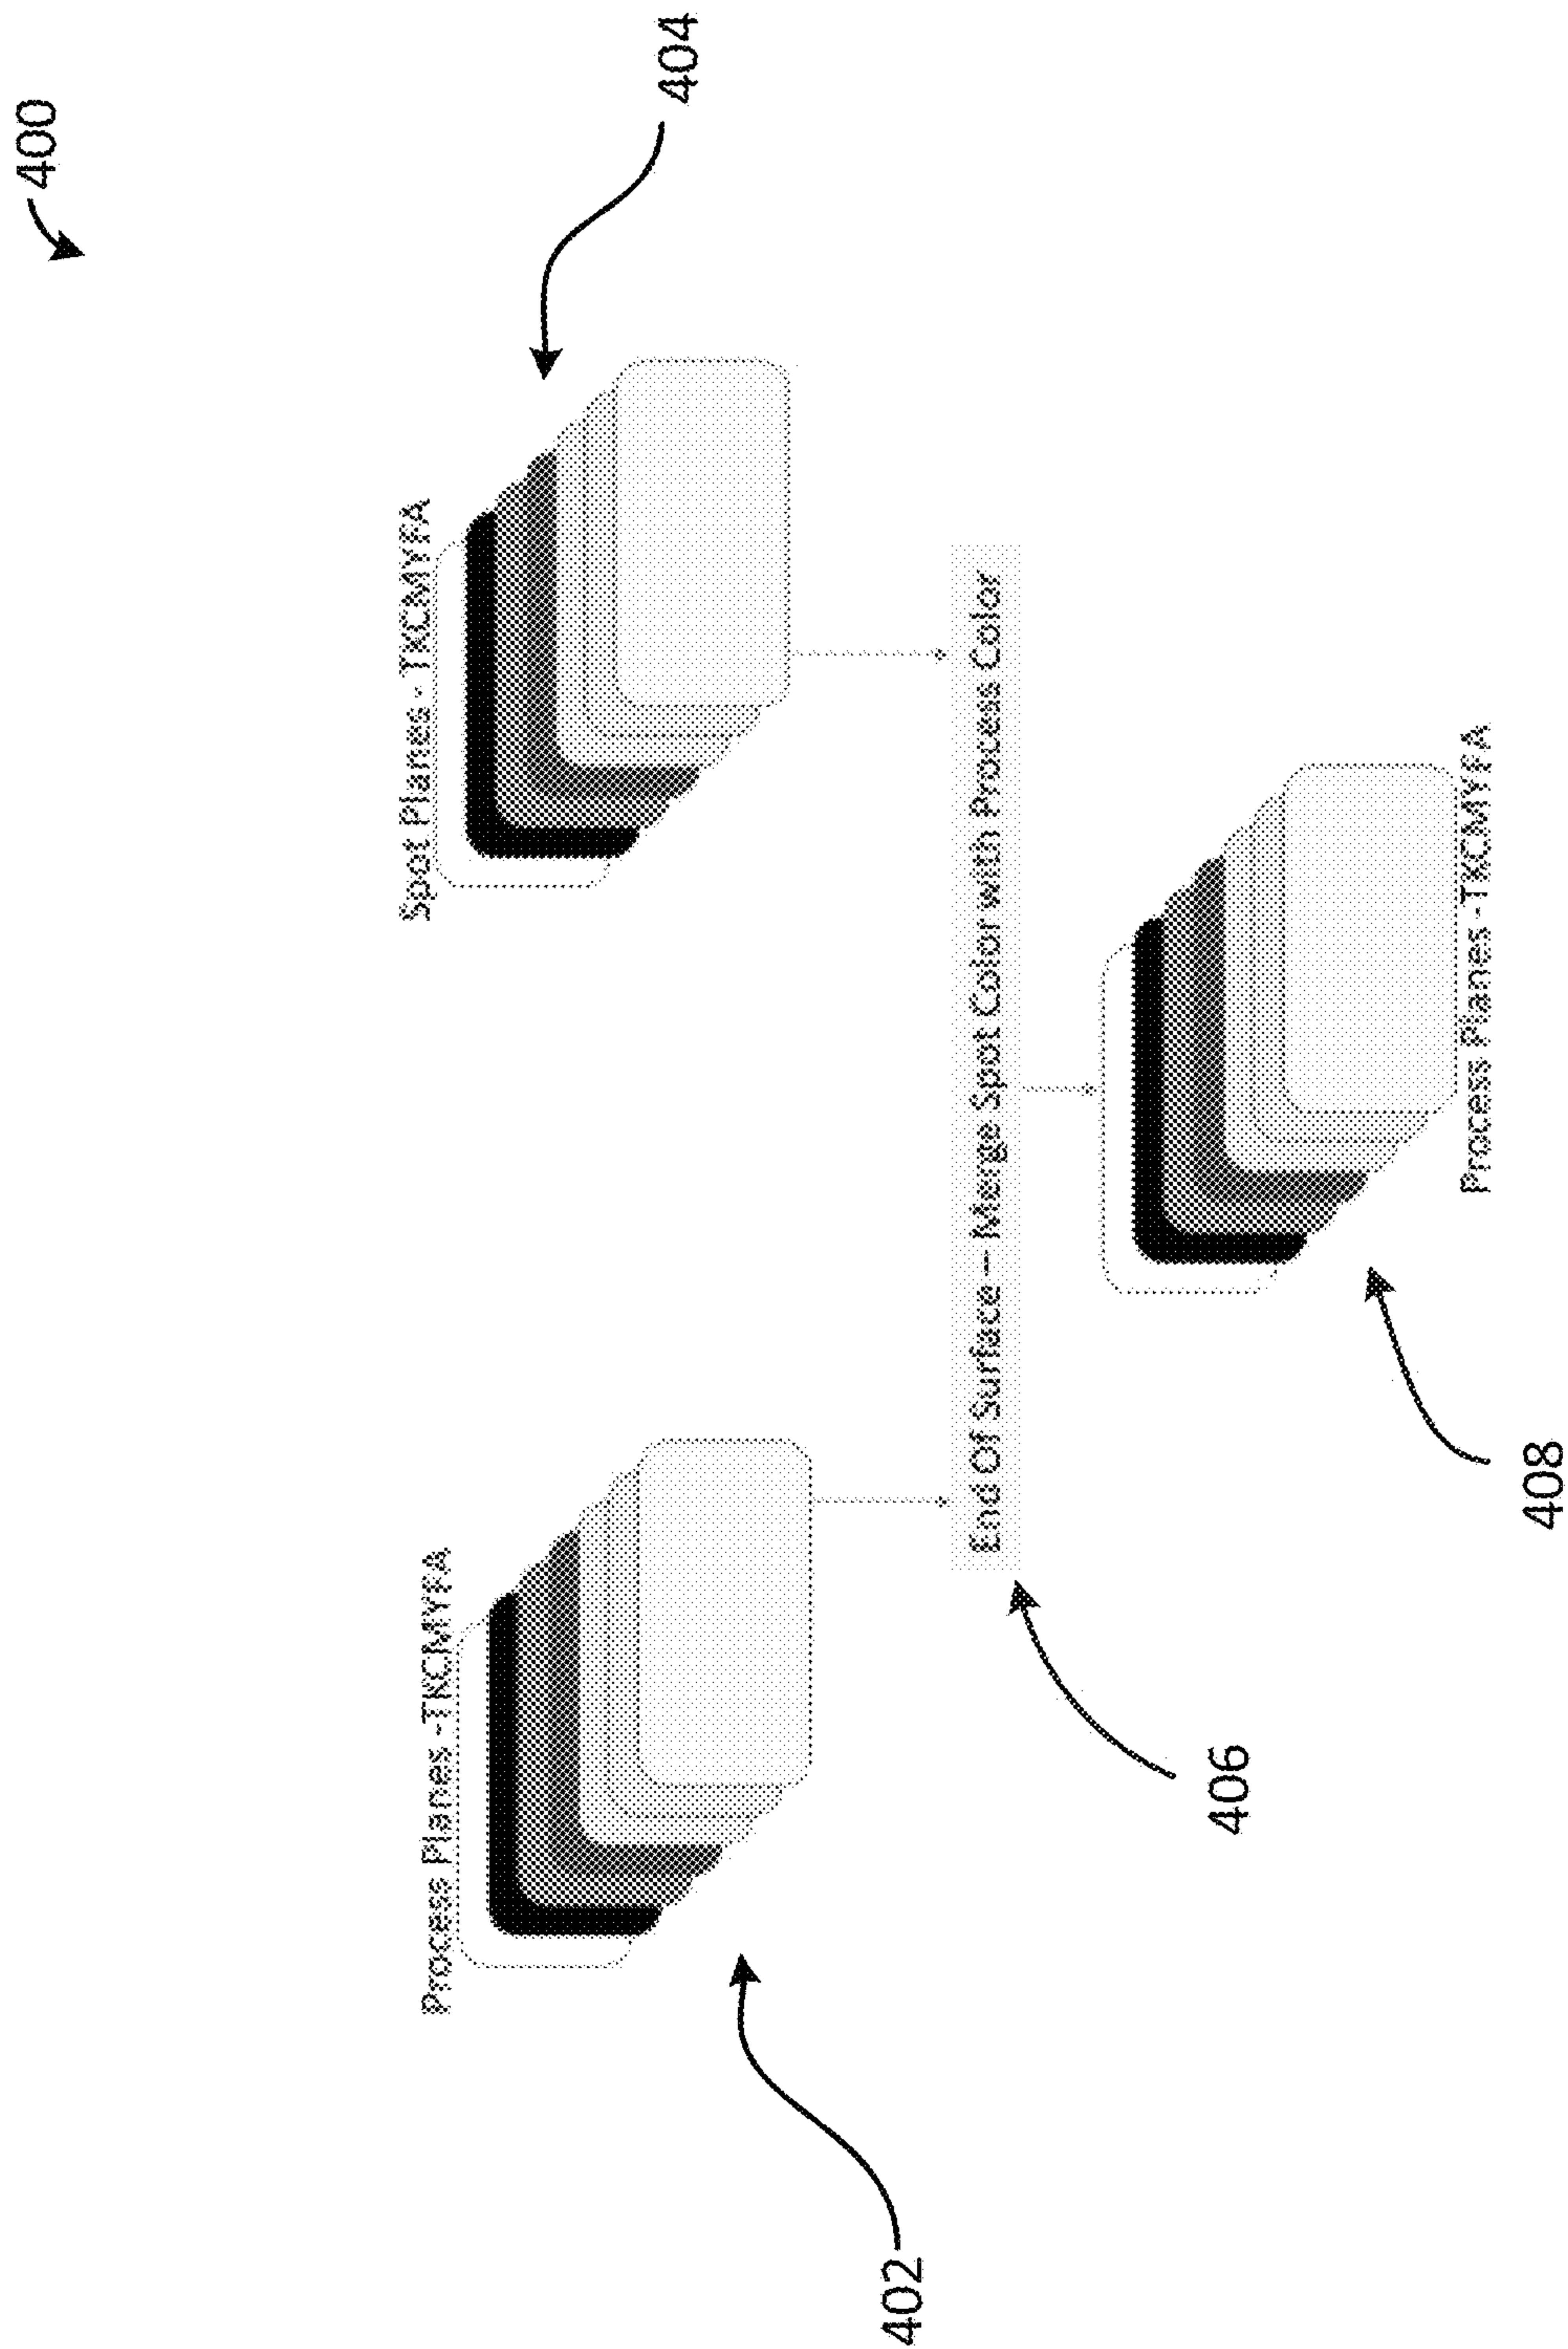 400
404
Spot Planes - TKCMYFA
Process Planes -TKCMYFA
402
End Of Surface – Merge Spot Color with Process Color
406
Process Planes -TKCMYFA
408